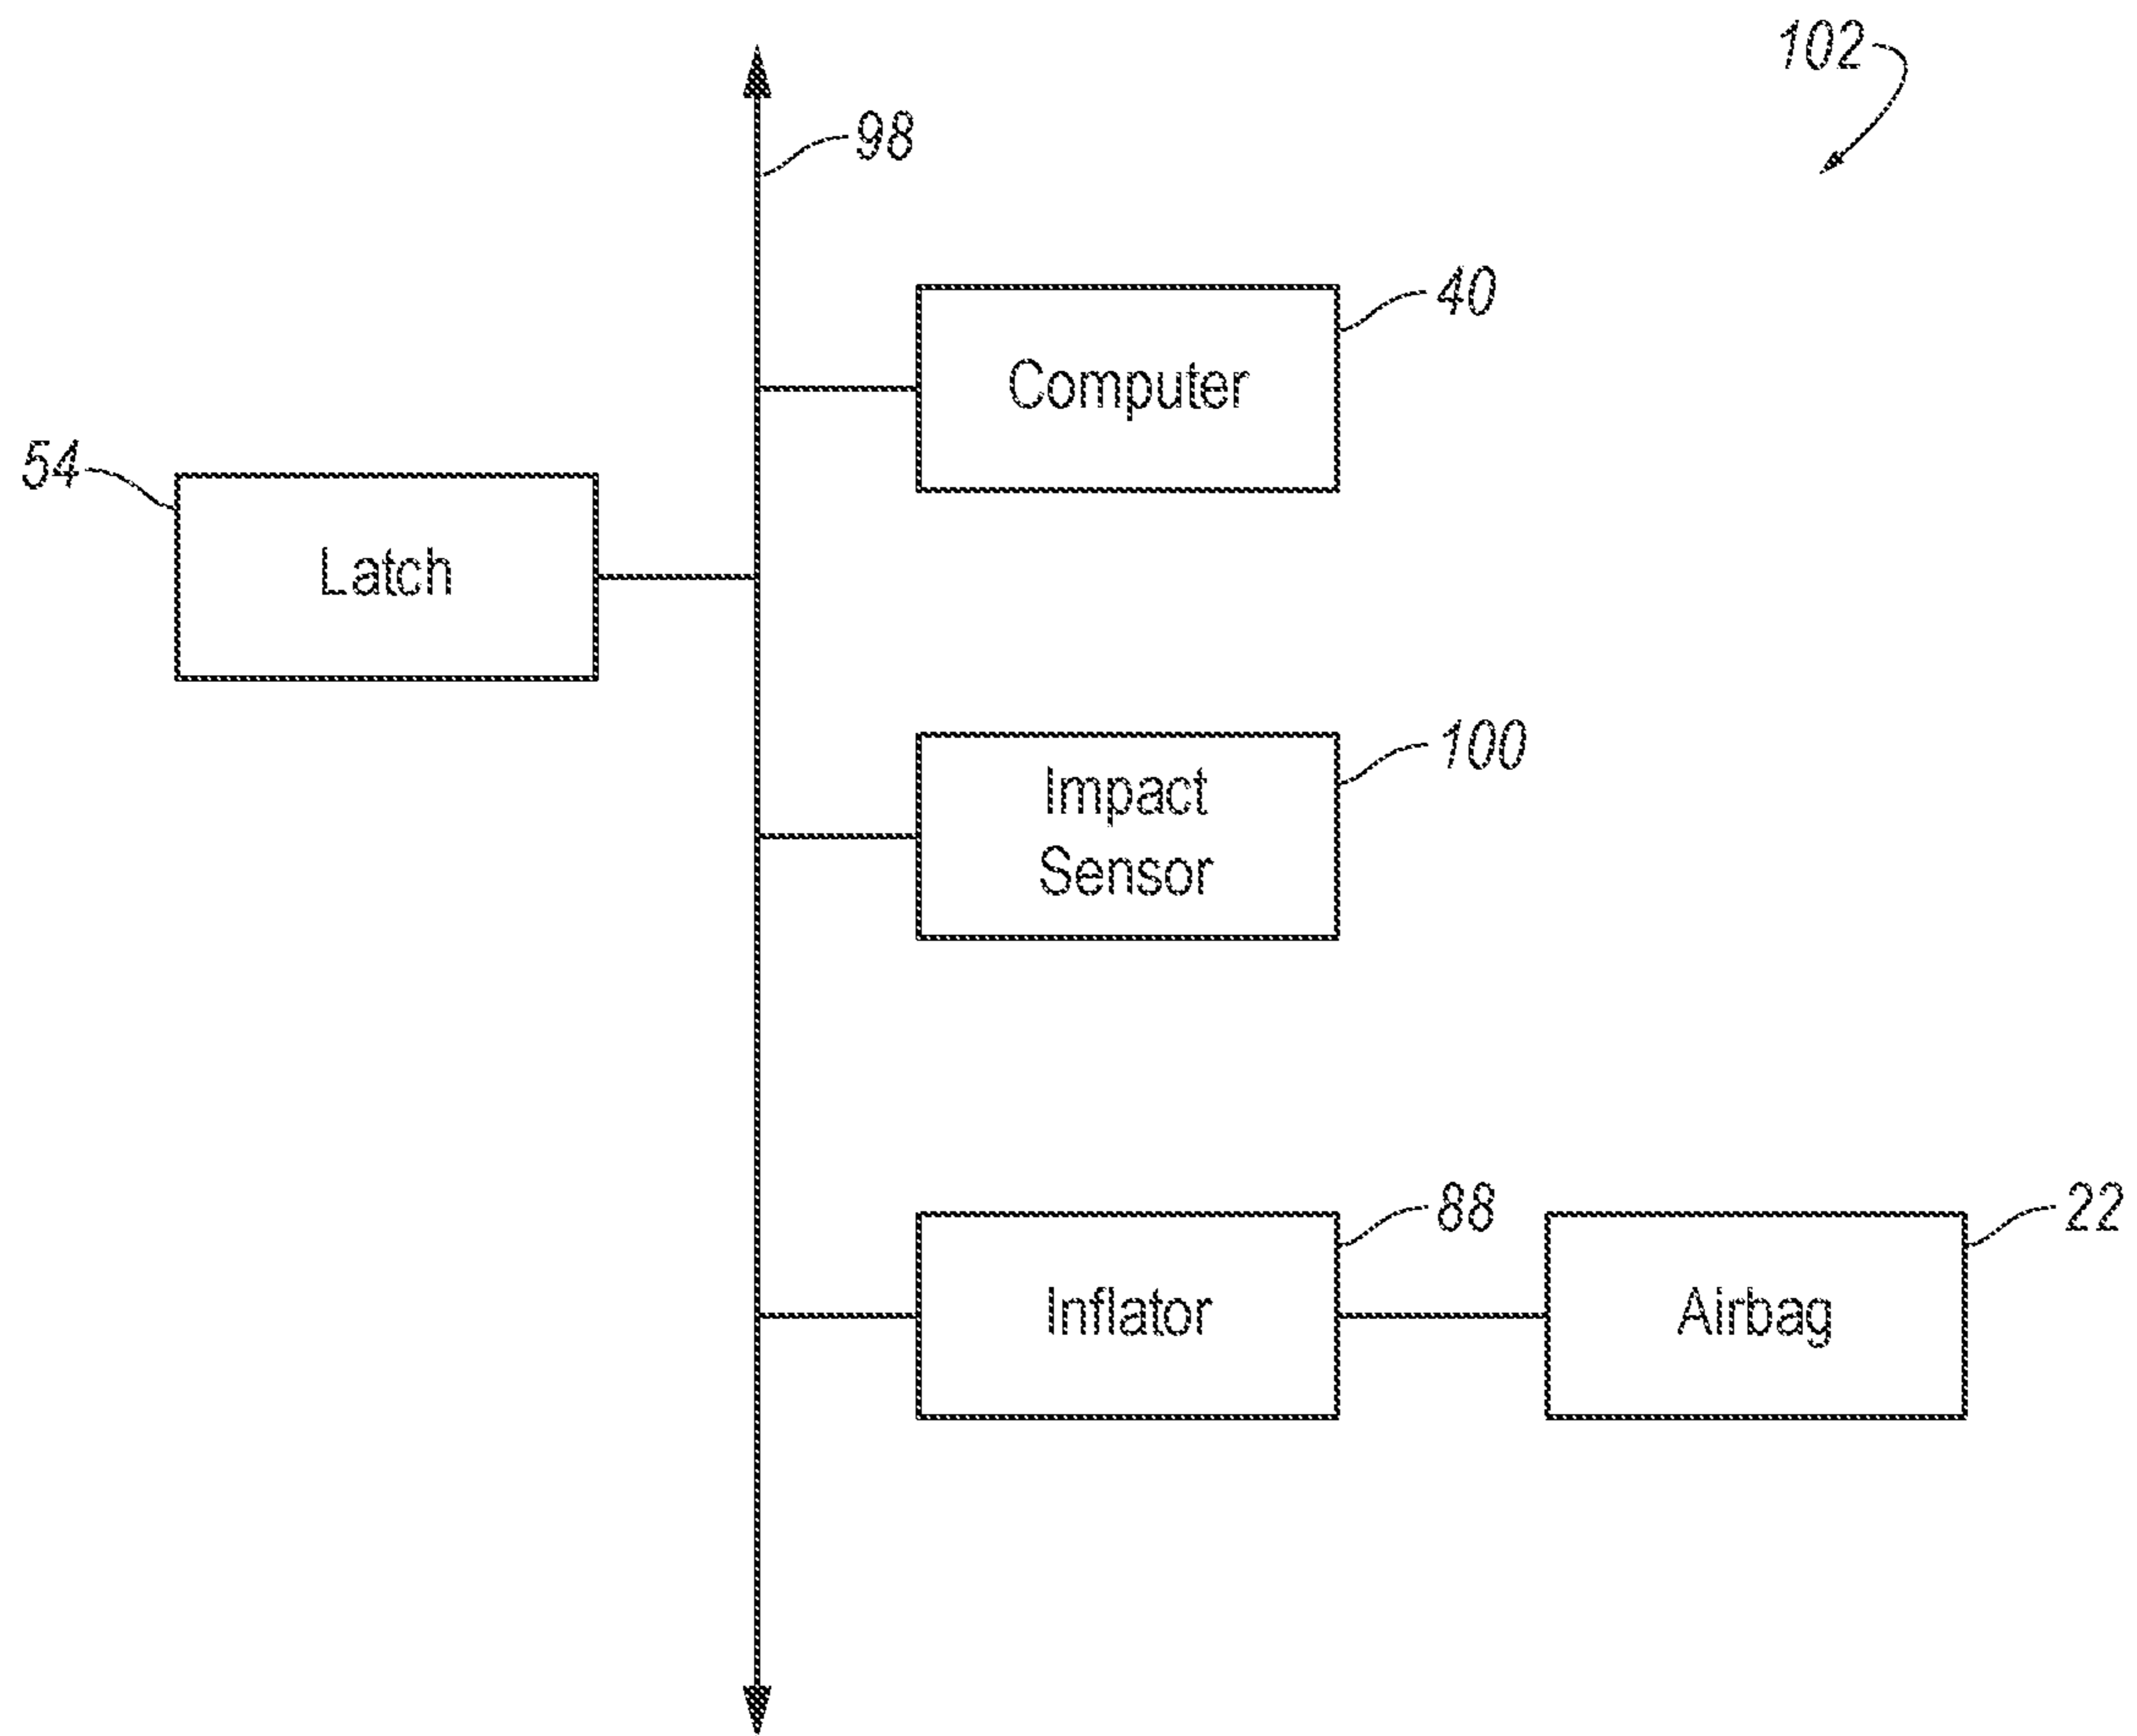 102
98
40
Computer
54
Latch
100
Impact
Sensor
88
22
Inflator
Airbag